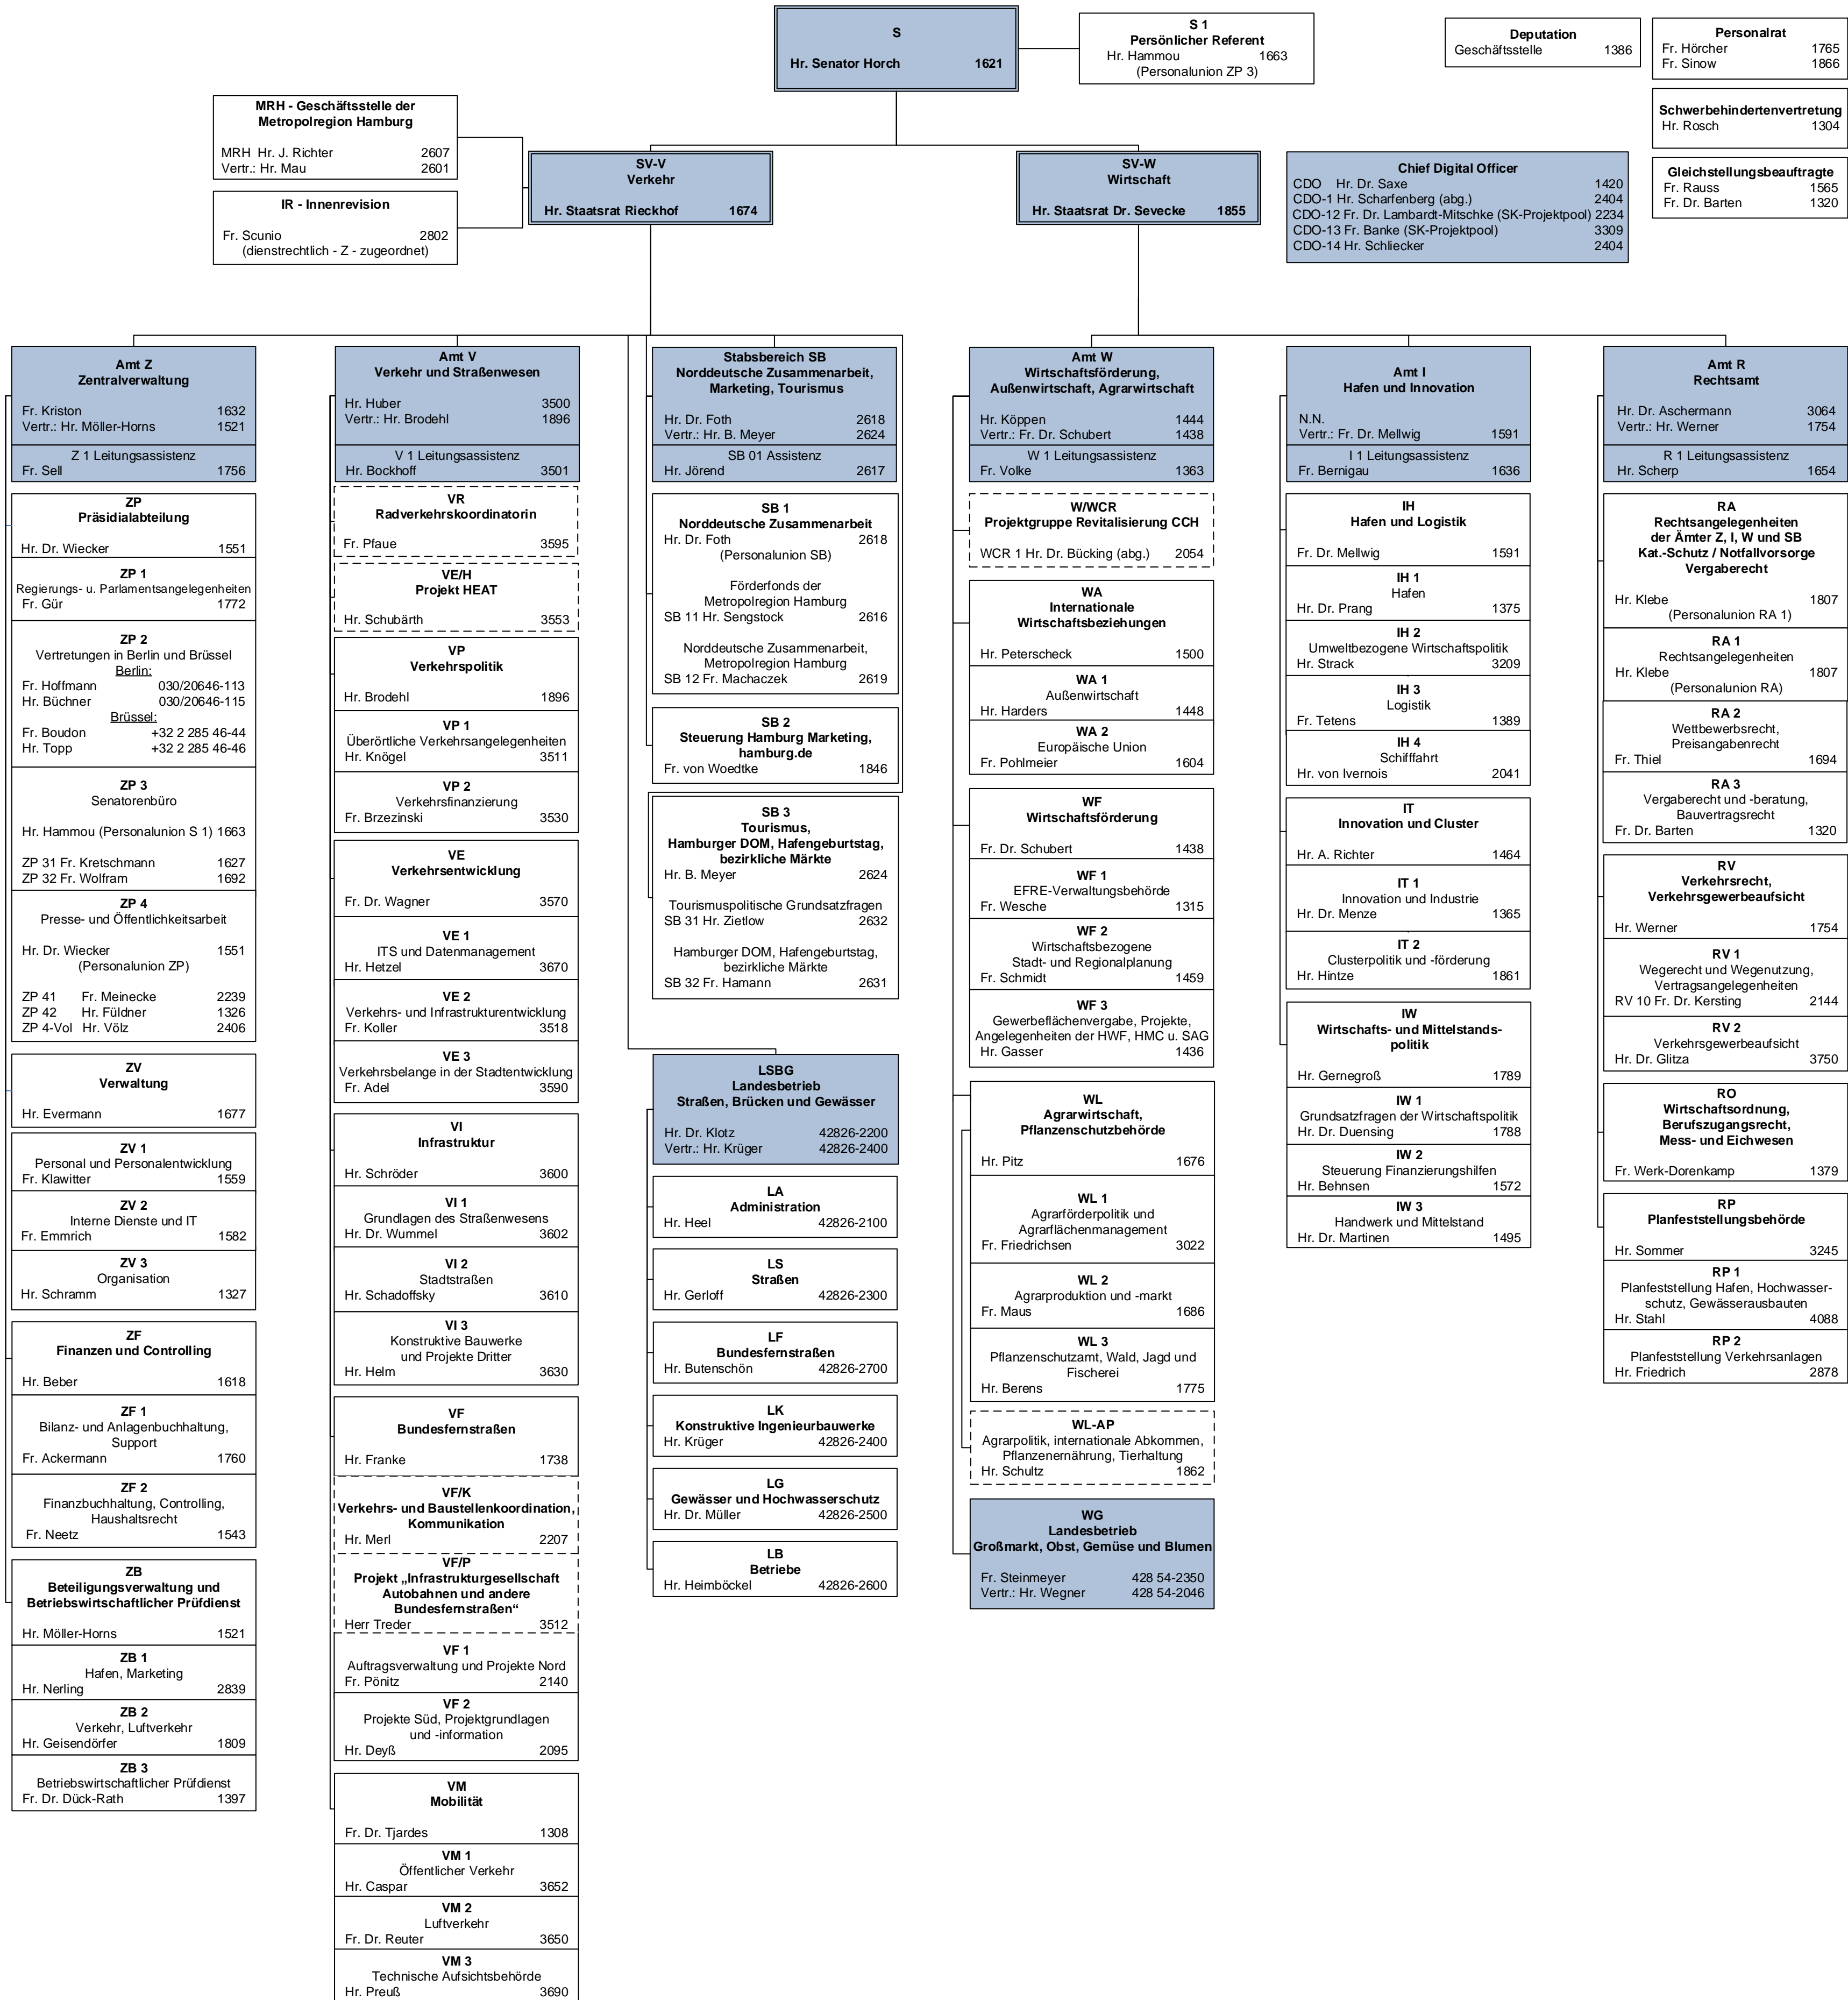 S
Hr. Senator Horch 1621
S 1
Persönlicher Referent
Hr. Hammou 1663
(Personalunion ZP 3)
Deputation
Geschäftsstelle 1386
Personalrat
Fr. Hörcher 1765
Fr. Sinow 1866
Schwerbehindertenvertretung
Hr. Rosch 1304
Gleichstellungsbeauftragte
Fr. Rauss 1565
Fr. Dr. Barten 1320
MRH - Geschäftsstelle der
Metropolregion Hamburg
MRH Hr. J. Richter 2607
Vertr.: Hr. Mau 2601
IR - Innenrevision
Fr. Scunio 2802
(dienstrechtlich - Z - zugeordnet)
SV-V
Verkehr
Hr. Staatsrat Rieckhof 1674
SV-W
Wirtschaft
Hr. Staatsrat Dr. Sevecke 1855
Chief Digital Officer
CDO Hr. Dr. Saxe 1420
CDO-1 Hr. Scharfenberg (abg.) 2404
CDO-12 Fr. Dr. Lambardt-Mitschke (SK-Projektpool) 2234
CDO-13 Fr. Banke (SK-Projektpool) 3309
CDO-14 Hr. Schliecker 2404
Amt Z
Zentralverwaltung
Fr. Kriston 1632
Vertr.: Hr. Möller-Horns 1521
Z 1 Leitungsassistenz
Fr. Sell 1756
ZP
Präsidialabteilung
Hr. Dr. Wiecker 1551
ZP 1
Regierungs- u. Parlamentsangelegenheiten
Fr. Gür 1772
ZP 2
Vertretungen in Berlin und Brüssel
Berlin:
Fr. Hoffmann 030/20646-113
Hr. Büchner 030/20646-115
Brüssel:
Fr. Boudon +32 2 285 46-44
Hr. Topp +32 2 285 46-46
ZP 3
Senatorenbüro
Hr. Hammou (Personalunion S 1) 1663
ZP 31 Fr. Kretschmann 1627
ZP 32 Fr. Wolfram 1692
ZP 4
Presse- und Öffentlichkeitsarbeit
Hr. Dr. Wiecker 1551
(Personalunion ZP)
ZP 41 Fr. Meinecke 2239
ZP 42 Hr. Füldner 1326
ZP 4-Vol Hr. Völz 2406
ZV
Verwaltung
Hr. Evermann 1677
ZV 1
Personal und Personalentwicklung
Fr. Klawitter 1559
ZV 2
Interne Dienste und IT
Fr. Emmrich 1582
ZV 3
Organisation
Hr. Schramm 1327
ZF
Finanzen und Controlling
Hr. Beber 1618
ZF 1
Bilanz- und Anlagenbuchhaltung,
Support
Fr. Ackermann 1760
ZF 2
Finanzbuchhaltung, Controlling,
Haushaltsrecht
Fr. Neetz 1543
ZB
Beteiligungsverwaltung und
Betriebswirtschaftlicher Prüfdienst
Hr. Möller-Horns 1521
ZB 1
Hafen, Marketing
Hr. Nerling 2839
ZB 2
Verkehr, Luftverkehr
Hr. Geisendörfer 1809
ZB 3
Betriebswirtschaftlicher Prüfdienst
Fr. Dr. Dück-Rath 1397
Amt V
Verkehr und Straßenwesen
Hr. Huber 3500
Vertr.: Hr. Brodehl 1896
V 1 Leitungsassistenz
Hr. Bockhoff 3501
VR
Radverkehrskoordinatorin
Fr. Pfaue 3595
VE/H
Projekt HEAT
Hr. Schubärth 3553
VP
Verkehrspolitik
Hr. Brodehl 1896
VP 1
Überörtliche Verkehrsangelegenheiten
Hr. Knögel 3511
VP 2
Verkehrsfinanzierung
Fr. Brzezinski 3530
VE
Verkehrsentwicklung
Fr. Dr. Wagner 3570
VE 1
ITS und Datenmanagement
Hr. Hetzel 3670
VE 2
Verkehrs- und Infrastrukturentwicklung
Fr. Koller 3518
VE 3
Verkehrsbelange in der Stadtentwicklung
Fr. Adel 3590
VI
Infrastruktur
Hr. Schröder 3600
VI 1
Grundlagen des Straßenwesens
Hr. Dr. Wummel 3602
VI 2
Stadtstraßen
Hr. Schadoffsky 3610
VI 3
Konstruktive Bauwerke
und Projekte Dritter
Hr. Helm 3630
VF
Bundesfernstraßen
Hr. Franke 1738
VF/K
Verkehrs- und Baustellenkoordination,
Kommunikation
Hr. Merl 2207
VF/P
Projekt „Infrastrukturgesellschaft
Autobahnen und andere
Bundesfernstraßen“
Herr Treder 3512
VF 1
Auftragsverwaltung und Projekte Nord
Fr. Pönitz 2140
VF 2
Projekte Süd, Projektgrundlagen
und -information
Hr. Deyß 2095
VM
Mobilität
Fr. Dr. Tjardes 1308
VM 1
Öffentlicher Verkehr
Hr. Caspar 3652
VM 2
Luftverkehr
Fr. Dr. Reuter 3650
VM 3
Technische Aufsichtsbehörde
Hr. Preuß 3690
Stabsbereich SB
Norddeutsche Zusammenarbeit,
Marketing, Tourismus
Hr. Dr. Foth 2618
Vertr.: Hr. B. Meyer 2624
SB 01 Assistenz
Hr. Jörend 2617
SB 1
Norddeutsche Zusammenarbeit
Hr. Dr. Foth 2618
(Personalunion SB)
Förderfonds der
Metropolregion Hamburg
SB 11 Hr. Sengstock 2616
Norddeutsche Zusammenarbeit,
Metropolregion Hamburg
SB 12 Fr. Machaczek 2619
SB 2
Steuerung Hamburg Marketing,
hamburg.de
Fr. von Woedtke 1846
SB 3
Tourismus,
Hamburger DOM, Hafengeburtstag,
bezirkliche Märkte
Hr. B. Meyer 2624
Tourismuspolitische Grundsatzfragen
SB 31 Hr. Zietlow 2632
Hamburger DOM, Hafengeburtstag,
bezirkliche Märkte
SB 32 Fr. Hamann 2631
LSBG
Landesbetrieb
Straßen, Brücken und Gewässer
Hr. Dr. Klotz 42826-2200
Vertr.: Hr. Krüger 42826-2400
LA
Administration
Hr. Heel 42826-2100
LS
Straßen
Hr. Gerloff 42826-2300
LF
Bundesfernstraßen
Hr. Butenschön 42826-2700
LK
Konstruktive Ingenieurbauwerke
Hr. Krüger 42826-2400
LG
Gewässer und Hochwasserschutz
Hr. Dr. Müller 42826-2500
LB
Betriebe
Hr. Heimböckel 42826-2600
Amt W
Wirtschaftsförderung,
Außenwirtschaft, Agrarwirtschaft
Hr. Köppen 1444
Vertr.: Fr. Dr. Schubert 1438
W 1 Leitungsassistenz
Fr. Volke 1363
W/WCR
Projektgruppe Revitalisierung CCH
WCR 1 Hr. Dr. Bücking (abg.) 2054
WA
Internationale
Wirtschaftsbeziehungen
Hr. Peterscheck 1500
WA 1
Außenwirtschaft
Hr. Harders 1448
WA 2
Europäische Union
Fr. Pohlmeier 1604
WF
Wirtschaftsförderung
Fr. Dr. Schubert 1438
WF 1
EFRE-Verwaltungsbehörde
Fr. Wesche 1315
WF 2
Wirtschaftsbezogene
Stadt- und Regionalplanung
Fr. Schmidt 1459
WF 3
Gewerbeflächenvergabe, Projekte,
Angelegenheiten der HWF, HMC u. SAG
Hr. Gasser 1436
WL
Agrarwirtschaft,
Pflanzenschutzbehörde
Hr. Pitz 1676
WL 1
Agrarförderpolitik und
Agrarflächenmanagement
Fr. Friedrichsen 3022
WL 2
Agrarproduktion und -markt
Fr. Maus 1686
WL 3
Pflanzenschutzamt, Wald, Jagd und
Fischerei
Hr. Berens 1775
WL-AP
Agrarpolitik, internationale Abkommen,
Pflanzenernährung, Tierhaltung
Hr. Schultz 1862
WG
Landesbetrieb
Großmarkt, Obst, Gemüse und Blumen
Fr. Steinmeyer 428 54-2350
Vertr.: Hr. Wegner 428 54-2046
Amt I
Hafen und Innovation
N.N.
Vertr.: Fr. Dr. Mellwig 1591
I 1 Leitungsassistenz
Fr. Bernigau 1636
IH
Hafen und Logistik
Fr. Dr. Mellwig 1591
IH 1
Hafen
Hr. Dr. Prang 1375
IH 2
Umweltbezogene Wirtschaftspolitik
Hr. Strack 3209
IH 3
Logistik
Fr. Tetens 1389
IH 4
Schifffahrt
Hr. von Ivernois 2041
IT
Innovation und Cluster
Hr. A. Richter 1464
IT 1
Innovation und Industrie
Hr. Dr. Menze 1365
IT 2
Clusterpolitik und -förderung
Hr. Hintze 1861
IW
Wirtschafts- und Mittelstands-
politik
Hr. Gernegroß 1789
IW 1
Grundsatzfragen der Wirtschaftspolitik
Hr. Dr. Duensing 1788
IW 2
Steuerung Finanzierungshilfen
Hr. Behnsen 1572
IW 3
Handwerk und Mittelstand
Hr. Dr. Martinen 1495
Amt R
Rechtsamt
Hr. Dr. Aschermann 3064
Vertr.: Hr. Werner 1754
R 1 Leitungsassistenz
Hr. Scherp 1654
RA
Rechtsangelegenheiten
der Ämter Z, I, W und SB
Kat.-Schutz / Notfallvorsorge
Vergaberecht
Hr. Klebe 1807
(Personalunion RA 1)
RA 1
Rechtsangelegenheiten
Hr. Klebe 1807
(Personalunion RA)
RA 2
Wettbewerbsrecht,
Preisangabenrecht
Fr. Thiel 1694
RA 3
Vergaberecht und -beratung,
Bauvertragsrecht
Fr. Dr. Barten 1320
RV
Verkehrsrecht,
Verkehrsgewerbeaufsicht
Hr. Werner 1754
RV 1
Wegerecht und Wegenutzung,
Vertragsangelegenheiten
RV 10 Fr. Dr. Kersting 2144
RV 2
Verkehrsgewerbeaufsicht
Hr. Dr. Glitza 3750
RO
Wirtschaftsordnung,
Berufszugangsrecht,
Mess- und Eichwesen
Fr. Werk-Dorenkamp 1379
RP
Planfeststellungsbehörde
Hr. Sommer 3245
RP 1
Planfeststellung Hafen, Hochwasser-
schutz, Gewässerausbauten
Hr. Stahl 4088
RP 2
Planfeststellung Verkehrsanlagen
Hr. Friedrich 2878